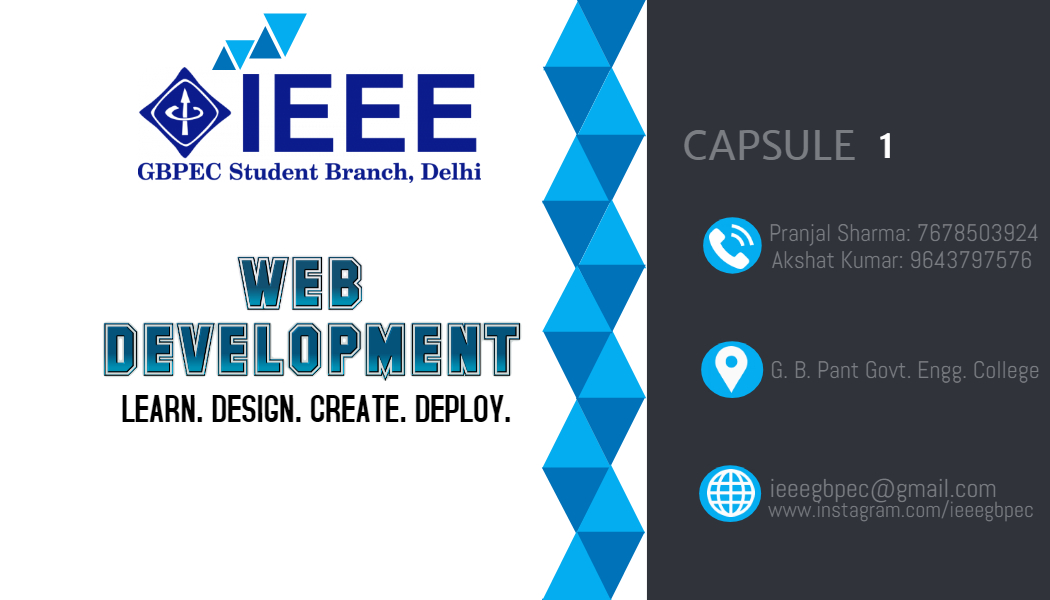 IEEE
GBPEC Student Branch, Delhi
WEB
DEVELOPMENT
LEARN. DESIGN. CREATE. DEPLOY.
CAPSULE 1
Pranjal Sharma: 7678503924
Akshat Kumar: 9643797576
G. B. Pant Govt. Engg. College
ieeegbpec@gmail.com
www.instagram.com/ieeegbpec